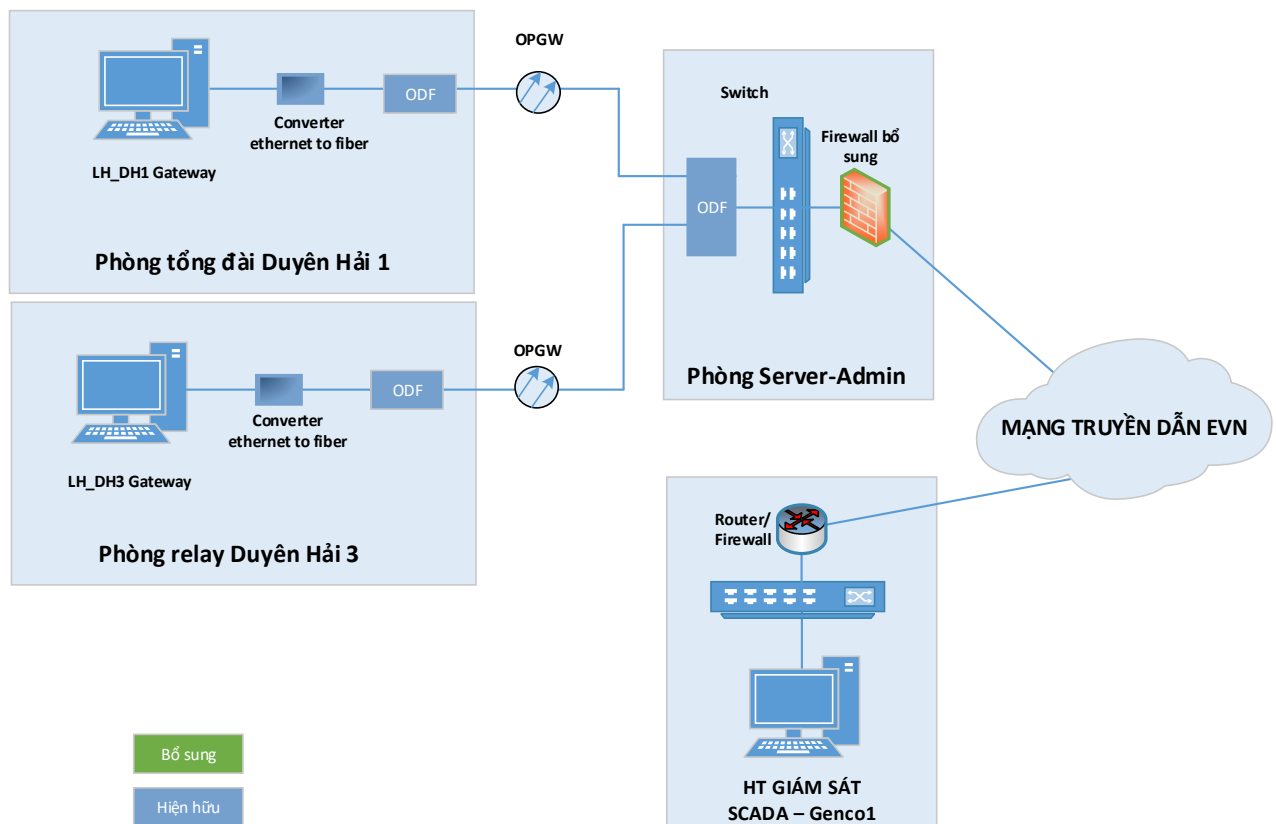 LH_DH1 Gateway
Converter
ethernet to fiber
ODF
OPGW
Phòng tổng đài Duyên Hải 1
LH_DH3 Gateway
Converter
ethernet to fiber
ODF
OPGW
Phòng relay Duyên Hải 3
Switch
Firewall bổ
sung
ODF
Phòng Server-Admin
MẠNG TRUYỀN DẪN EVN
Router/
Firewall
HT GIÁM SÁT
SCADA – Genco1
Bổ sung
Hiện hữu